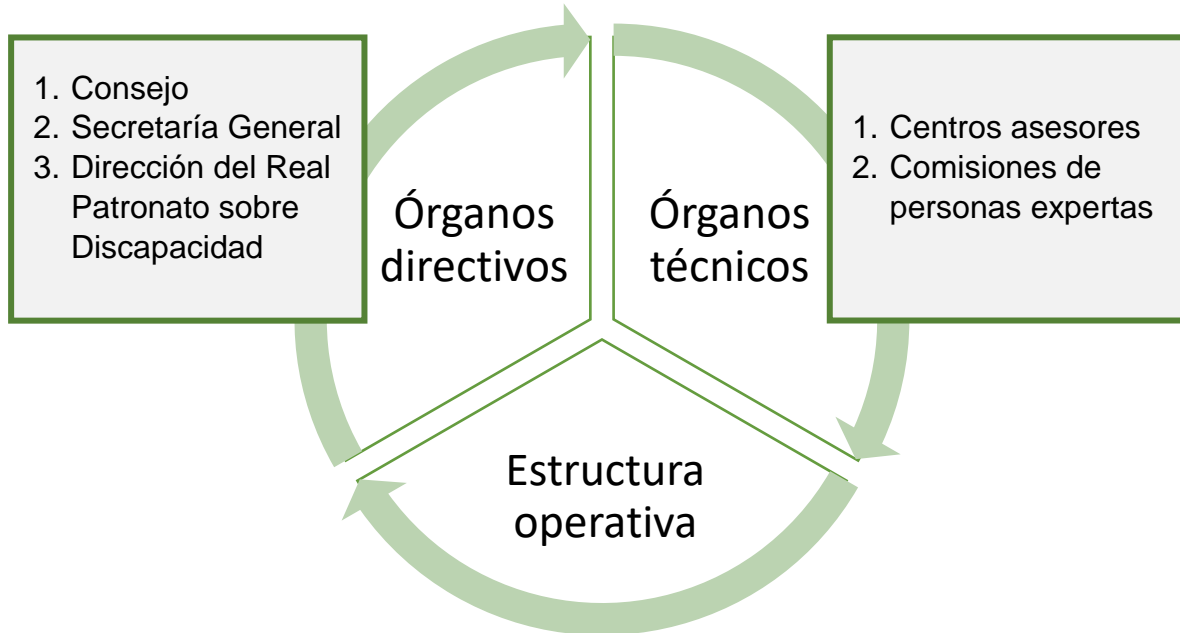 1. Consejo
2. Secretaría General
3. Dirección del Real
Patronato sobre
Discapacidad
Órganos
directivos
Órganos
técnicos
1. Centros asesores
2. Comisiones de
personas expertas
Estructura
operativa